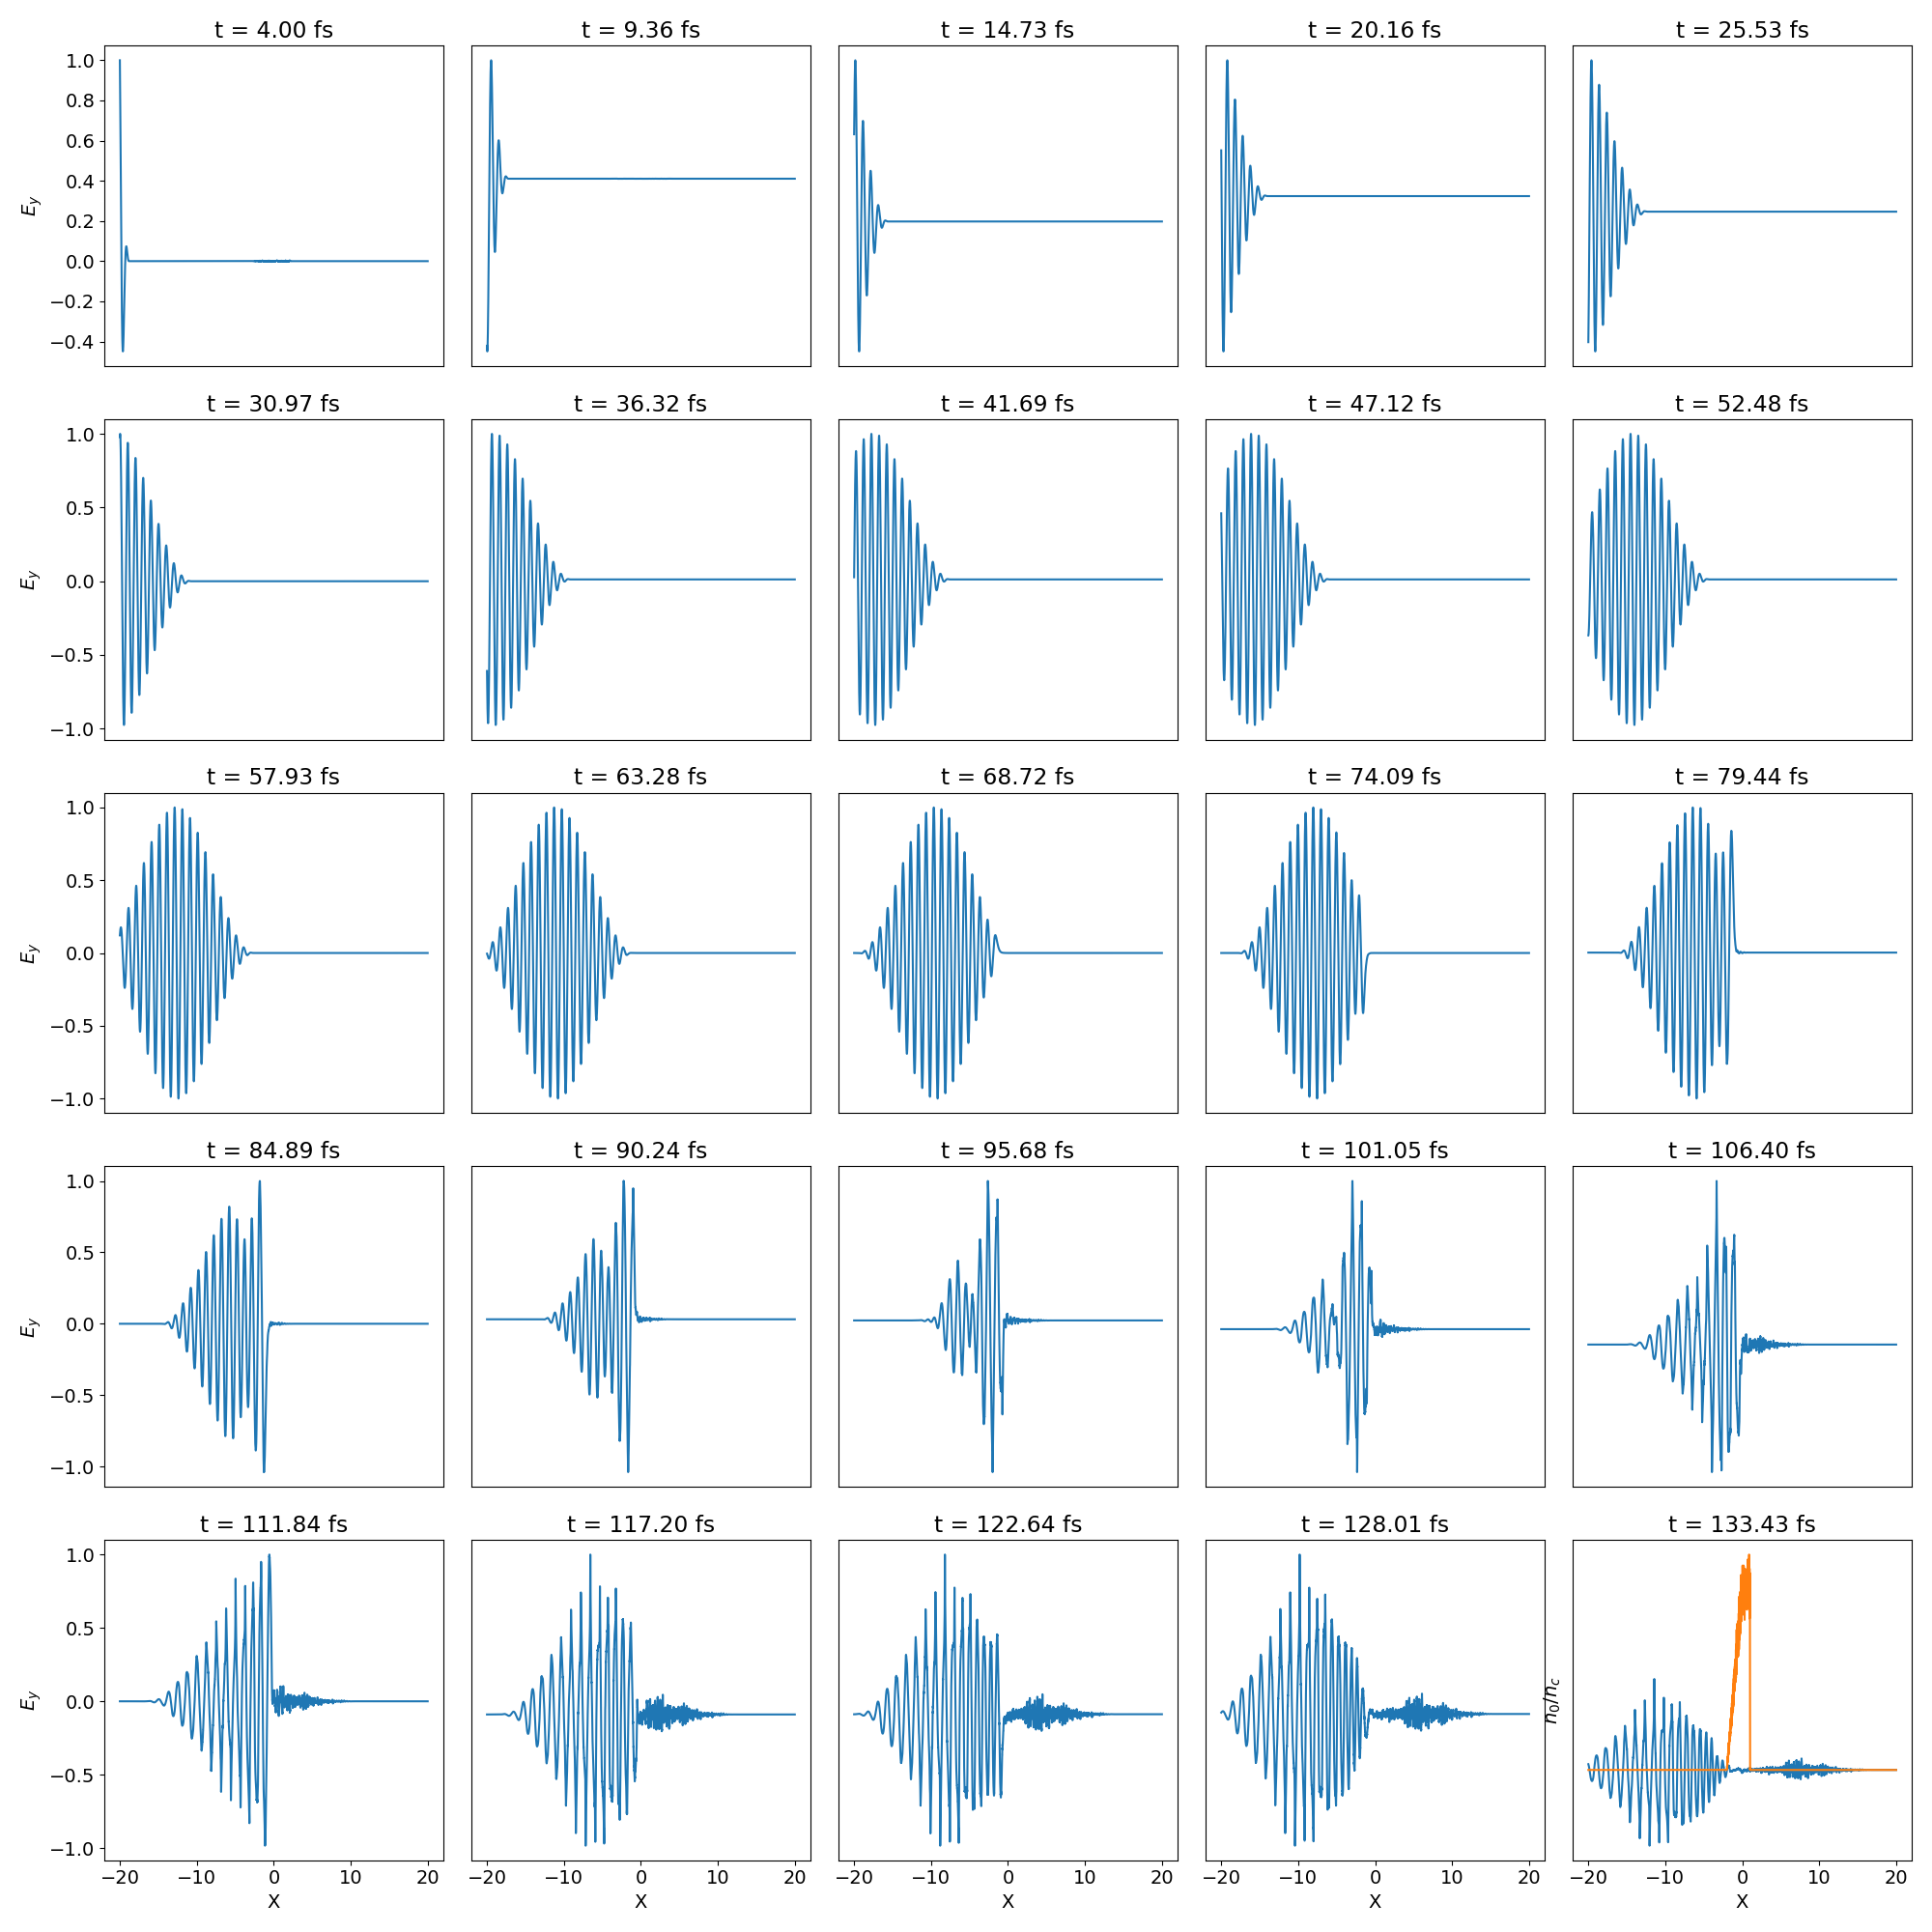 t = 4.00 fs t = 9.36 fs t = 14.73 fs t = 20.16 fs t = 25.53 fs
1.0
0.8
0.6
0.4
0.2
0.0
−0.2
−0.4
E_y
t = 30.97 fs t = 36.32 fs t = 41.69 fs t = 47.12 fs t = 52.48 fs
1.0
0.5
0.0
−0.5
−1.0
E_y
t = 57.93 fs t = 63.28 fs t = 68.72 fs t = 74.09 fs t = 79.44 fs
1.0
0.5
0.0
−0.5
−1.0
E_y
t = 84.89 fs t = 90.24 fs t = 95.68 fs t = 101.05 fs t = 106.40 fs
1.0
0.5
0.0
−0.5
−1.0
E_y
t = 111.84 fs t = 117.20 fs t = 122.64 fs t = 128.01 fs t = 133.43 fs
1.0
0.5
0.0
−0.5
−1.0
E_y
n_0/n_c
−20 −10 0 10 20 −20 −10 0 10 20 −20 −10 0 10 20 −20 −10 0 10 20 −20 −10 0 10 20
X X X X X